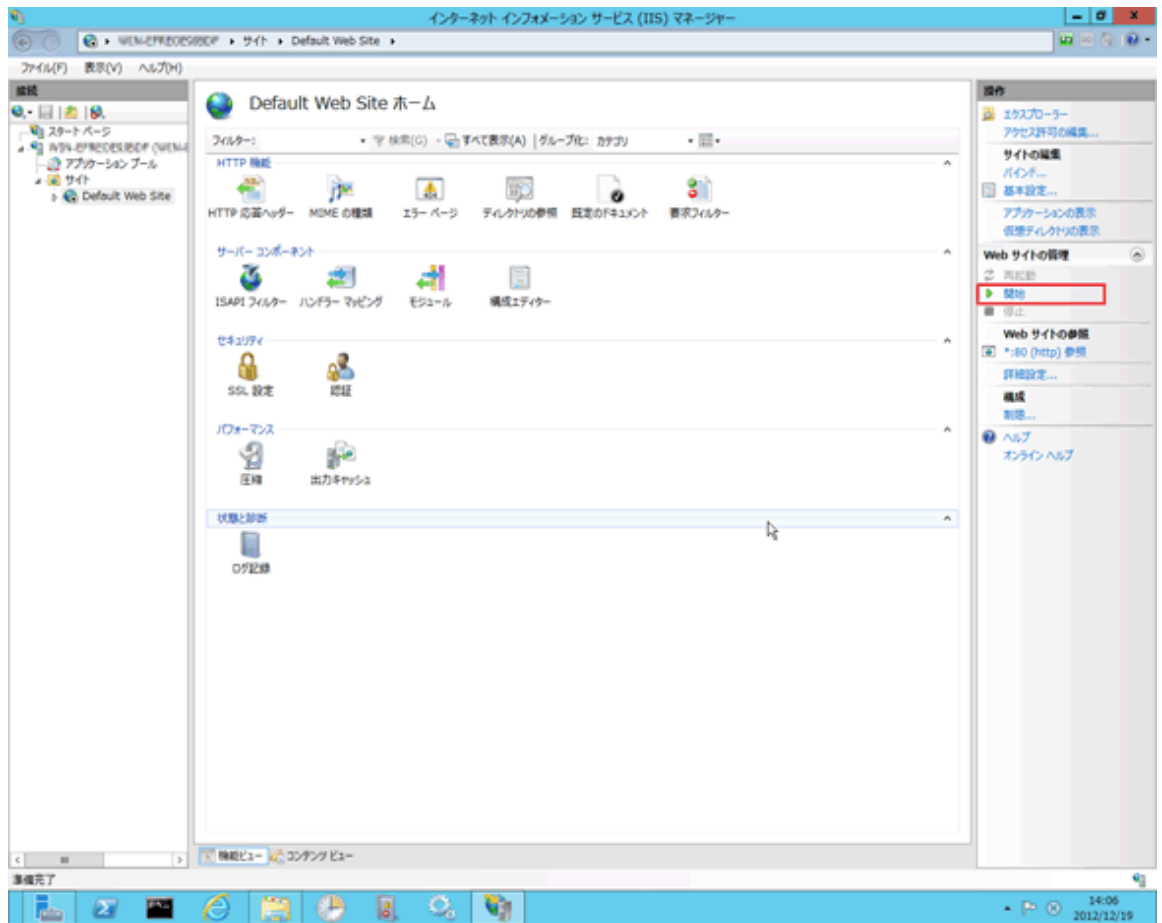 インターネット インフォメーション サービス (IIS) マネージャー
サイト Default Web Site
ファイル(F) 表示(V) ヘルプ(H)
接続
スタート ページ
アプリケーション プール
サイト
Default Web Site
Default Web Site ホーム
フィルター: 検索(G) すべて表示(A) グループ化: カテゴリ
HTTP 機能
HTTP 応答ヘッダー MIME の種類 エラー ページ ディレクトリの参照 既定のドキュメント 要求フィルター
サーバー コンポーネント
ISAPI フィルター ハンドラー マッピング モジュール 構成エディター
セキュリティ
SSL 設定 認証
パフォーマンス
圧縮 出力キャッシュ
状態と診断
ログ記録
機能ビュー コンテンツ ビュー
操作
エクスプローラー
アクセス許可の編集...
サイトの編集
バインド...
基本設定...
アプリケーションの表示
仮想ディレクトリの表示
Web サイトの管理
再起動
開始
停止
Web サイトの参照
*:80 (http) 参照
詳細設定...
構成
制限...
ヘルプ
オンライン ヘルプ
準備完了
14:06
2012/12/19